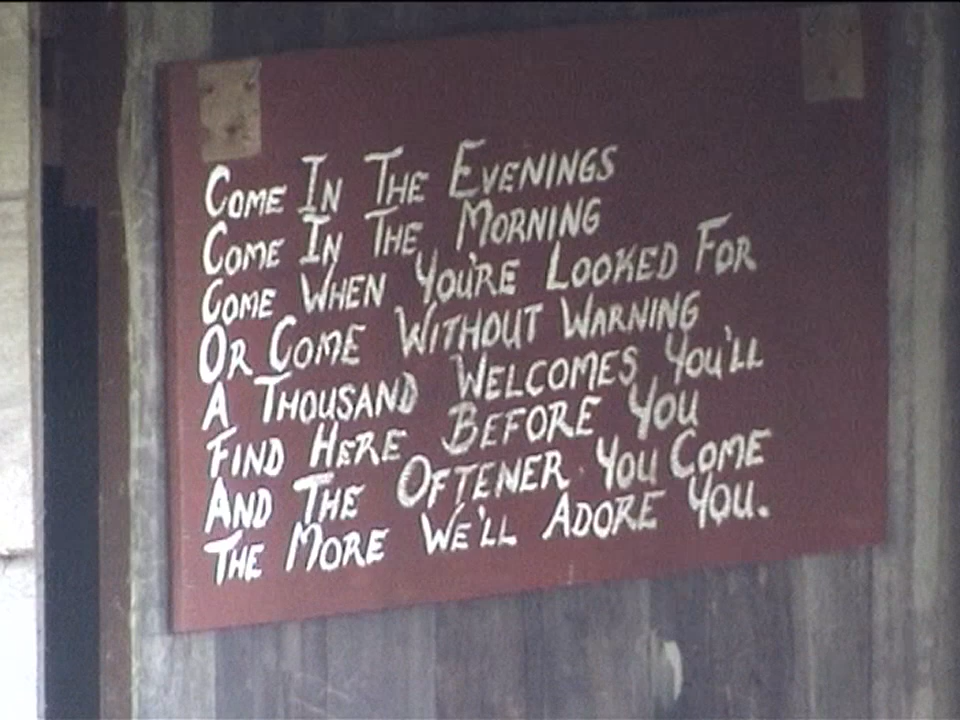 Come In The Evenings
Come In The Morning
Come When You're Looked For
Or Come Without Warning
A Thousand Welcomes You'll
Find Here Before You
And The Oftener You Come
The More We'll Adore You.